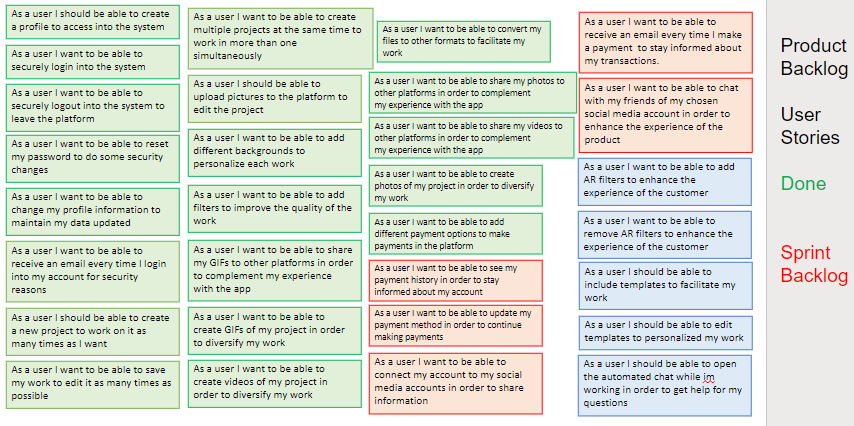 As a user I should be able to create
a profile to access into the system
As a user I want to be able to
securely login into the system
As a user I want to be able to
securely logout into the system to
leave the platform
As a user I want to be able to reset
my password to do some security
changes
As a user I want to be able to
change my profile information to
maintain my data updated
As a user I want to be able to
receive an email every time I login
into my account for security
reasons
As a user I should be able to create
a new project to work on it as
many times as I want
As a user I want to be able to save
my work to edit it as many times as
possible
As a user I want to be able to create
multiple projects at the same time to
work in more than one
simultaneously
As a user I should be able to
upload pictures to the platform to
edit the project
As a user I want to be able to add
different backgrounds to
personalize each work
As a user I want to be able to add
filters to improve the quality of the
work
As a user I want to be able to share
my GIFs to other platforms in order
to complement my experience
with the app
As a user I want to be able to
create GIFs of my project in order
to diversify my work
As a user I want to be able to
create videos of my project in
order to diversify my work
As a user I want to be able to convert my
files to other formats to facilitate my
work
As a user I want to be able to share my photos to
other platforms in order to complement
my experience with the app
As a user I want to be able to share my videos to
other platforms in order to complement
my experience with the app
As a user I want to be able to create
photos of my project in order to diversify
my work
As a user I want to be able to add
different payment options to make
payments in the platform
As a user I want to be able to see my
payment history in order to stay
informed about my account
As a user I want to be able to update my
payment method in order to continue
making payments
As a user I want to be able to
connect my account to my social
media accounts in order to share
information
As a user I want to be able to
receive an email every time I make
a payment to stay informed about
my transactions.
As a user I want to be able to chat
with my friends of my chosen
social media account in order to
enhance the experience of the
product
As a user I want to be able to add
AR filters to enhance the
experience of the customer
As a user I want to be able to
remove AR filters to enhance the
experience of the customer
As a user I should be able to
include templates to facilitate my
work
As a user I should be able to edit
templates to personalized my work
As a user I should be able to open
the automated chat while im
working in order to get help for my
questions
Product
Backlog
User
Stories
Done
Sprint
Backlog